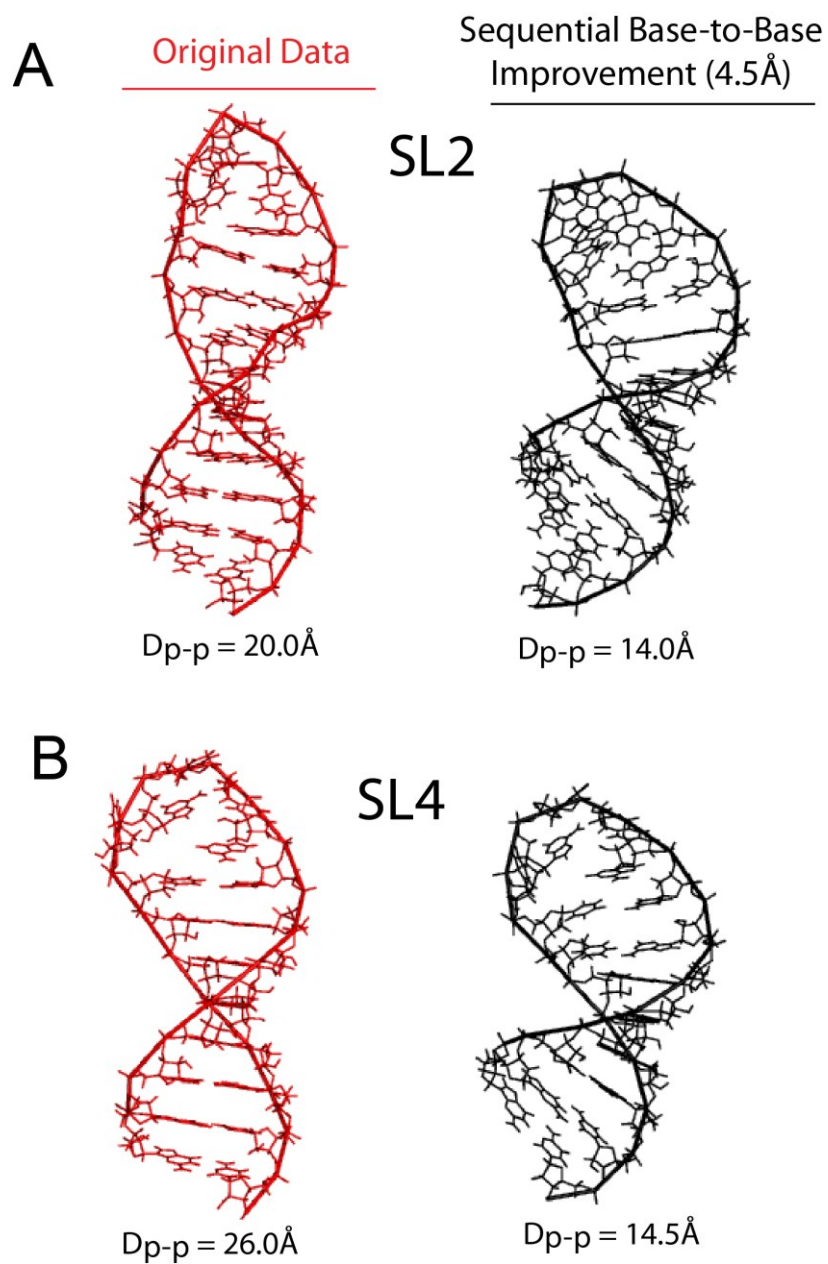 A
Original Data
Sequential Base-to-Base
Improvement (4.5Å)
SL2
Dp-p = 20.0Å
Dp-p = 14.0Å
B
SL4
Dp-p = 26.0Å
Dp-p = 14.5Å